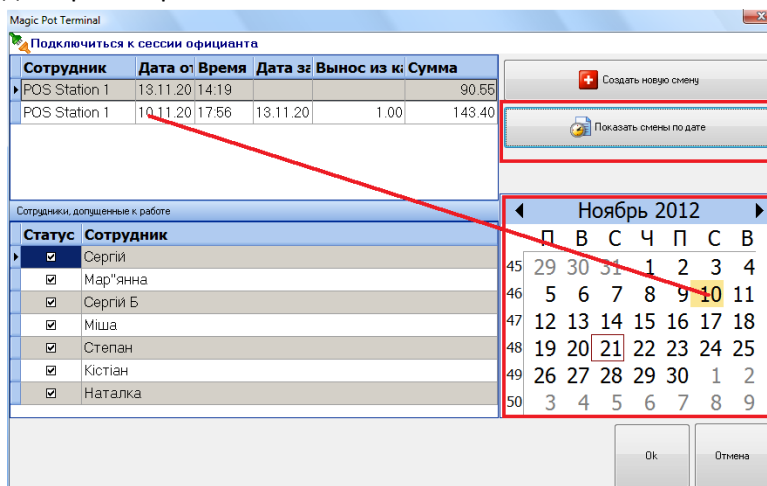 Magic Pot Terminal
Подключиться к сессии официанта
Сотрудник Дата от Время Дата за Вынос из ка Сумма
POS Station 1 13.11.20 14:19 90.55
POS Station 1 10.11.20 17:56 13.11.20 1.00 143.40
Создать новую смену
Показать смены по дате
Сотрудники, допущенные к работе
Статус Сотрудник
Сергій
Мар"янна
Сергій Б
Міша
Степан
Кістіан
Наталка
Ноябрь 2012
П В С Ч П С В
45 29 30 31 1 2 3 4
46 5 6 7 8 9 10 11
47 12 13 14 15 16 17 18
48 19 20 21 22 23 24 25
49 26 27 28 29 30 1 2
50 3 4 5 6 7 8 9
Ok Отмена